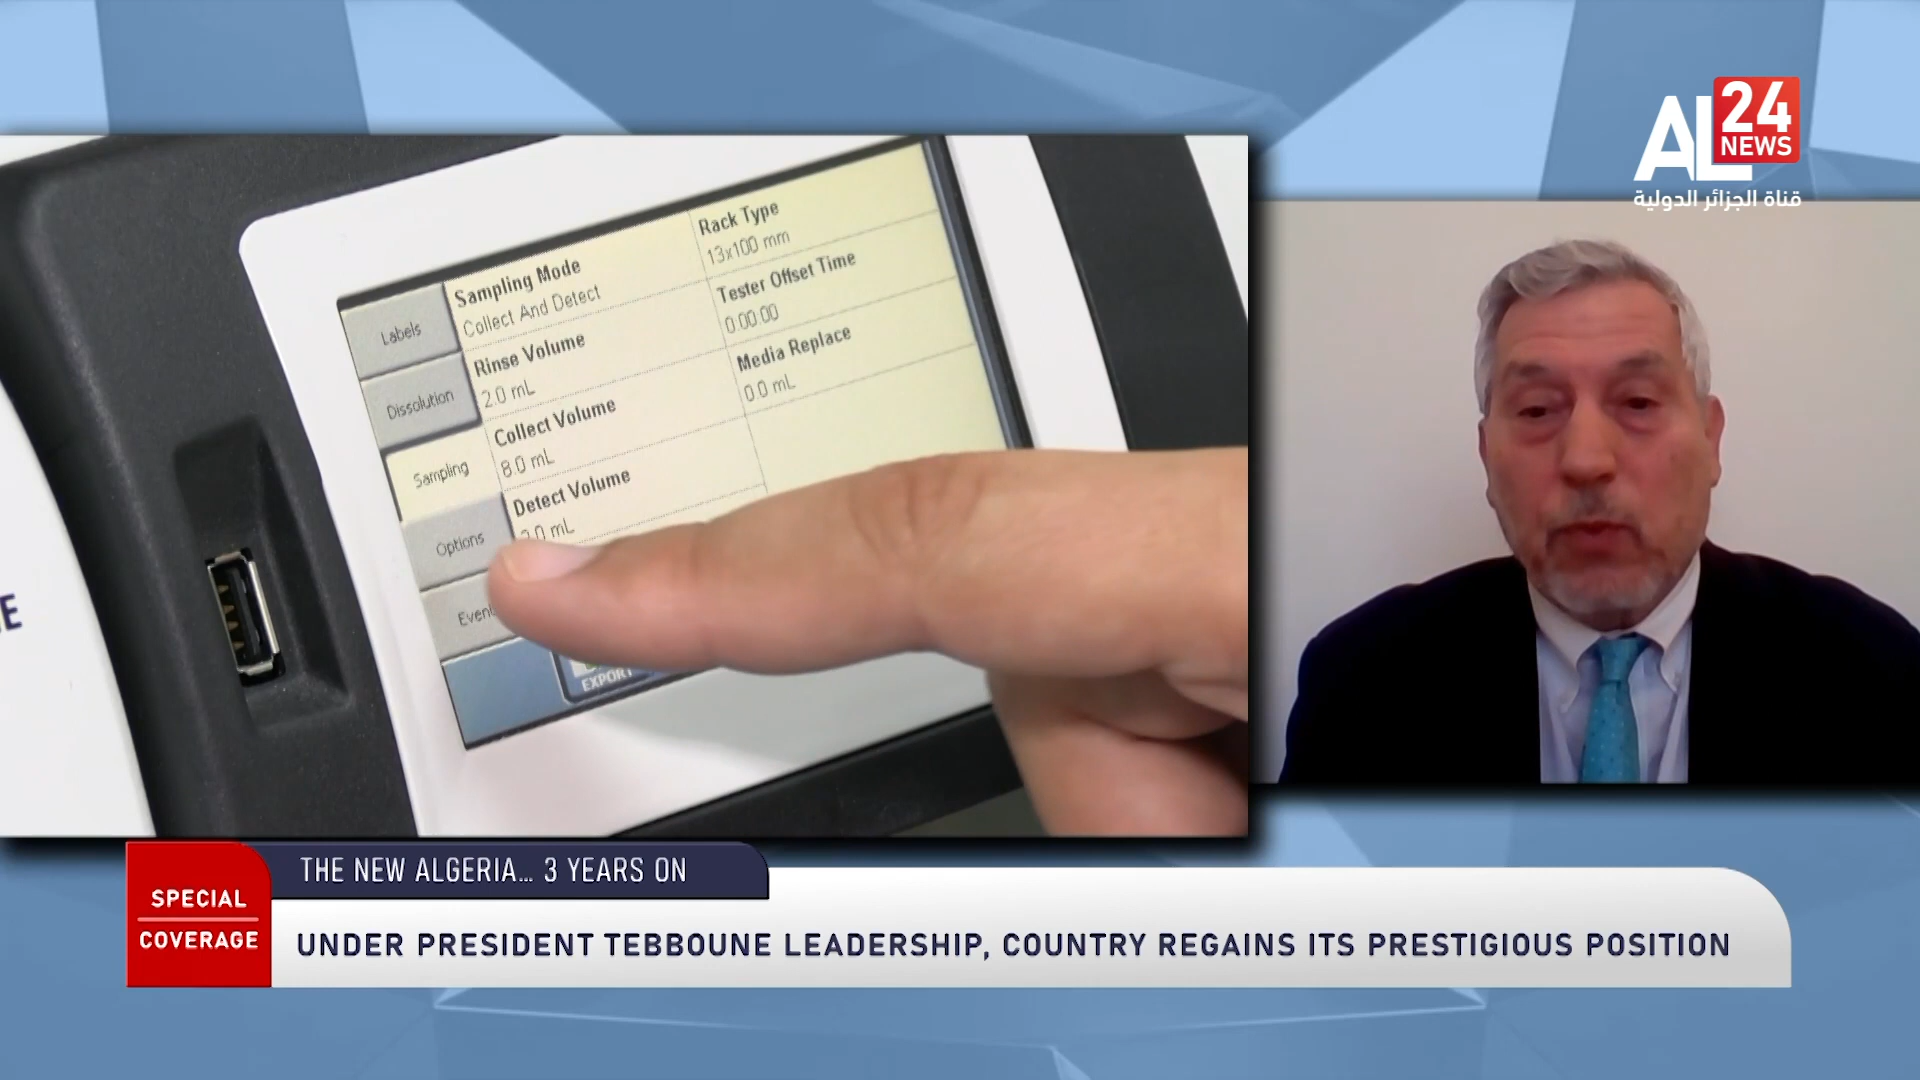 AL 24
NEWS
قناة الجزائر الدولية
Labels
Dissolution
Sampling
Options
Sampling Mode
Collect And Detect
Rinse Volume
2.0 mL
Collect Volume
8.0 mL
Detect Volume
mL
Rack Type
13x100 mm
Tester Offset Time
0:00:00
Media Replace
0.0 mL
EXPORT
E
SPECIAL
COVERAGE
THE NEW ALGERIA... 3 YEARS ON
UNDER PRESIDENT TEBBOUNE LEADERSHIP, COUNTRY REGAINS ITS PRESTIGIOUS POSITION